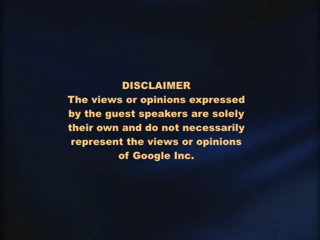 DISCLAIMER
The views or opinions expressed
by the guest speakers are solely
their own and do not necessarily
represent the views or opinions
of Google Inc.